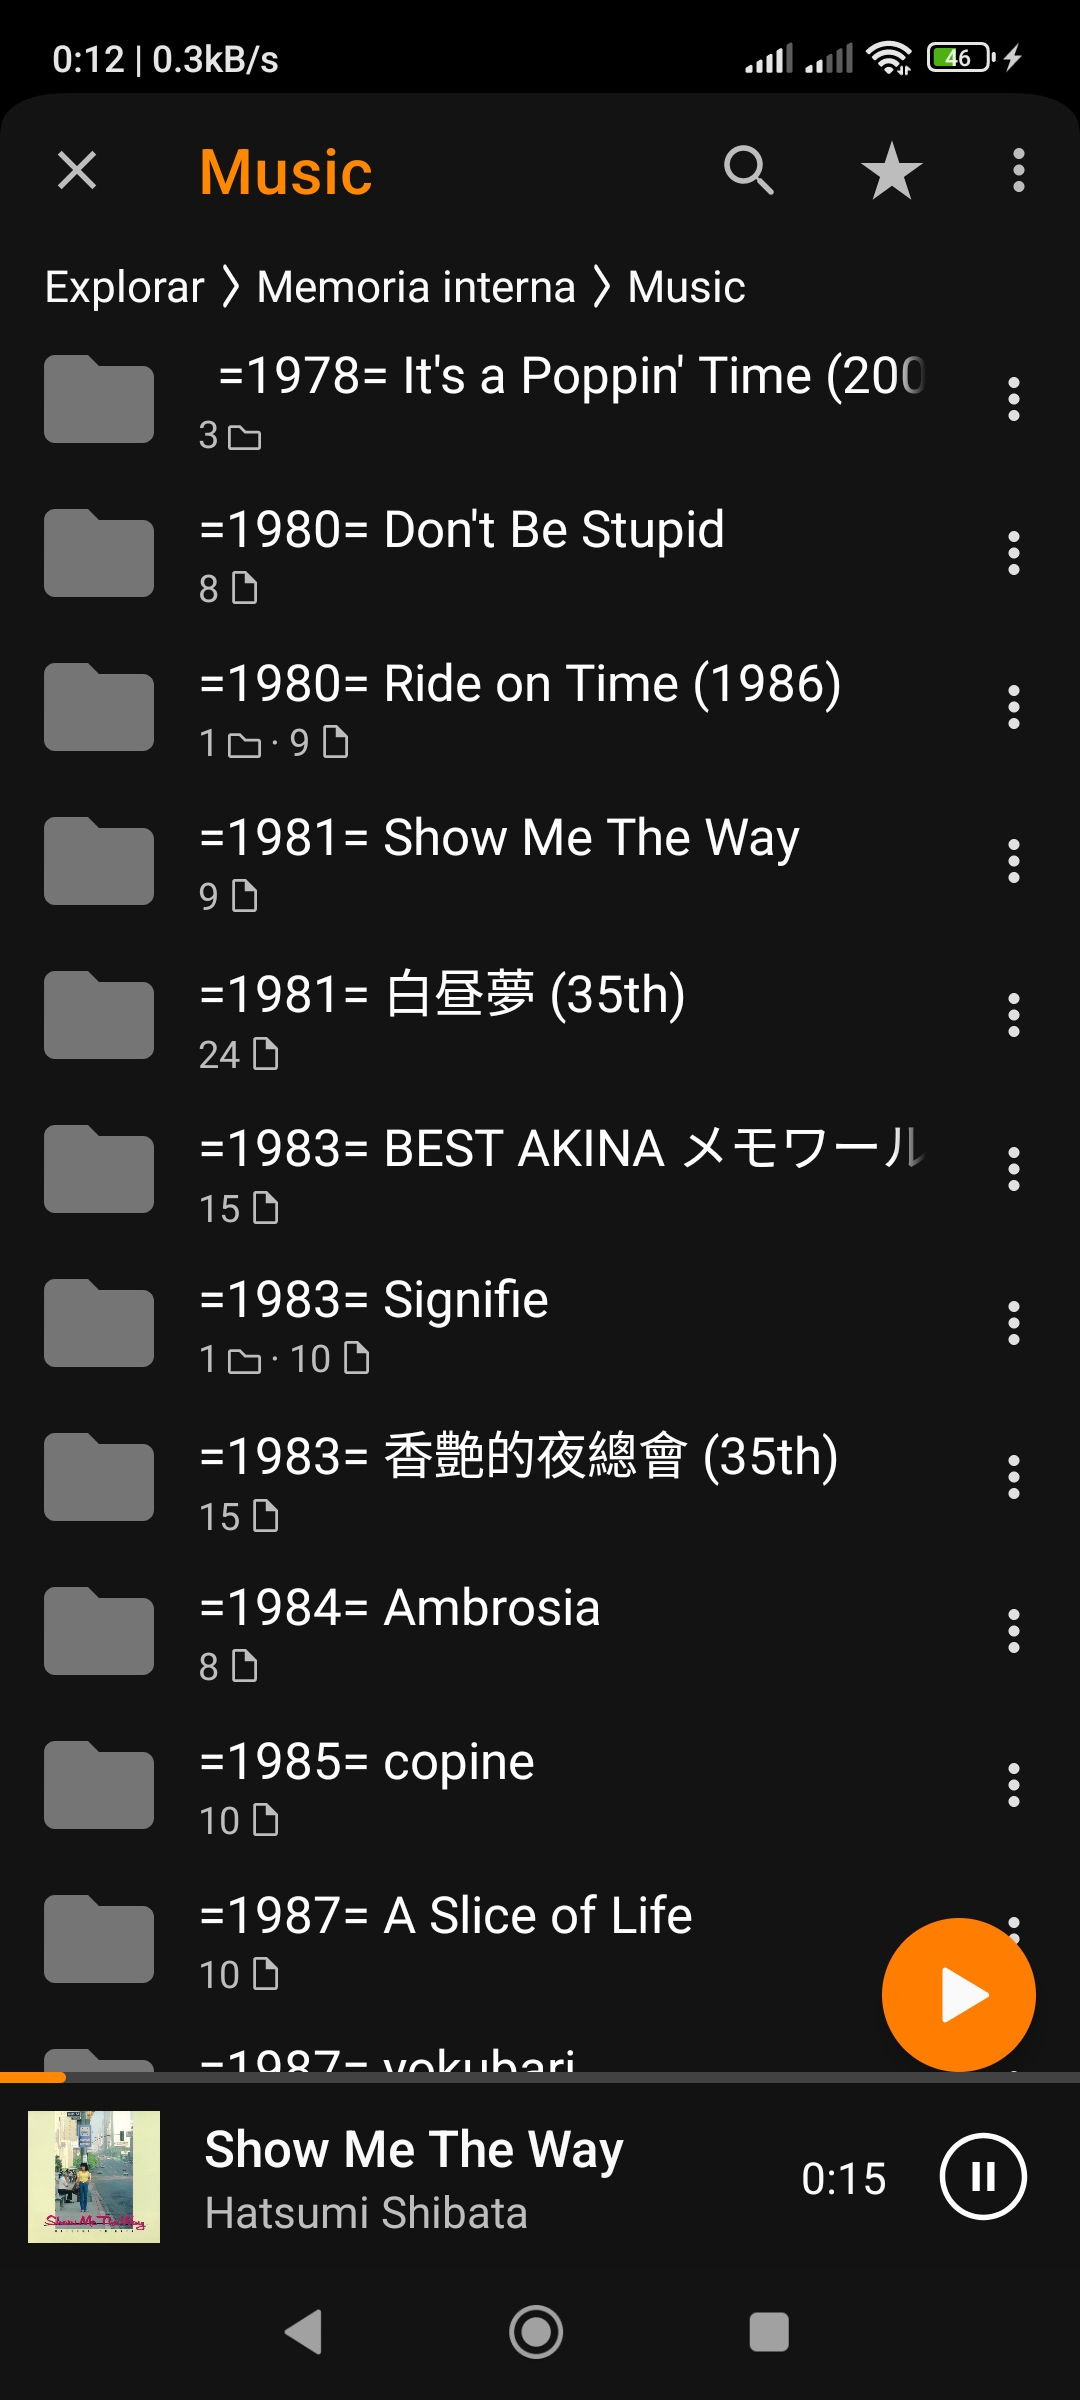 0:12 | 0.3kB/s
46
Music
Explorar > Memoria interna > Music
=1978= It's a Poppin' Time (200
3
=1980= Don't Be Stupid
8
=1980= Ride on Time (1986)
1 · 9
=1981= Show Me The Way
9
=1981= 白昼夢 (35th)
24
=1983= BEST AKINA メモワール
15
=1983= Signifie
1 · 10
=1983= 香艶的夜總會 (35th)
15
=1984= Ambrosia
8
=1985= copine
10
=1987= A Slice of Life
10
=1987= yokubari
Show Me The Way
Show Me The Way
Hatsumi Shibata
0:15